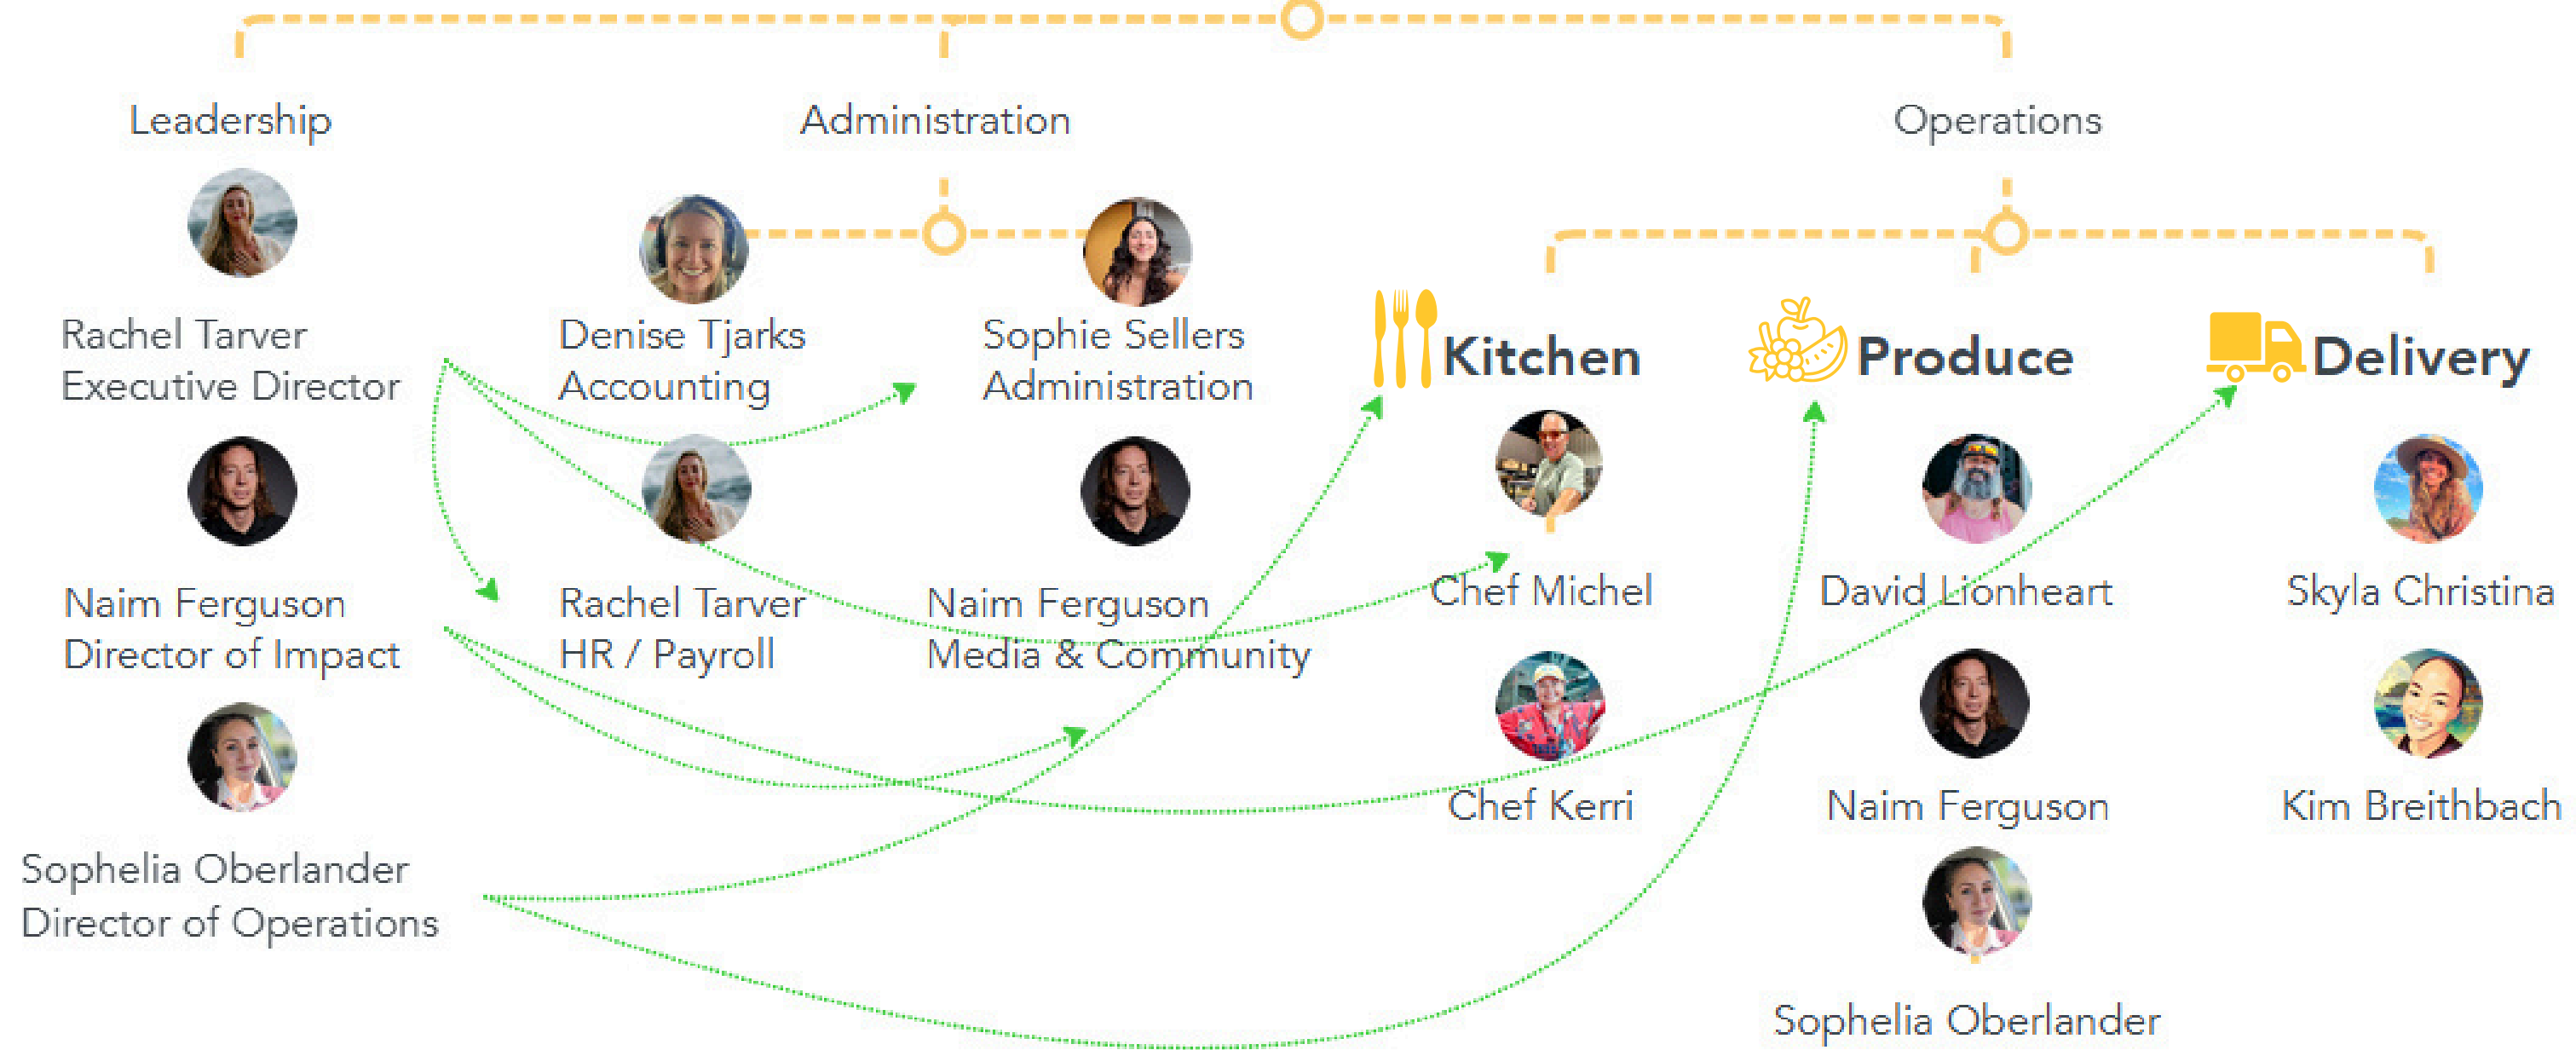 Leadership
Administration
Operations
Rachel Tarver
Executive Director
Denise Tjarks
Accounting
Sophie Sellers
Administration
Kitchen
Produce
Delivery
Naim Ferguson
Director of Impact
Rachel Tarver
HR / Payroll
Naim Ferguson
Media & Community
Chef Michel
David Lionheart
Skyla Christina
Chef Kerri
Naim Ferguson
Kim Breithbach
Sophelia Oberlander
Director of Operations
Sophelia Oberlander